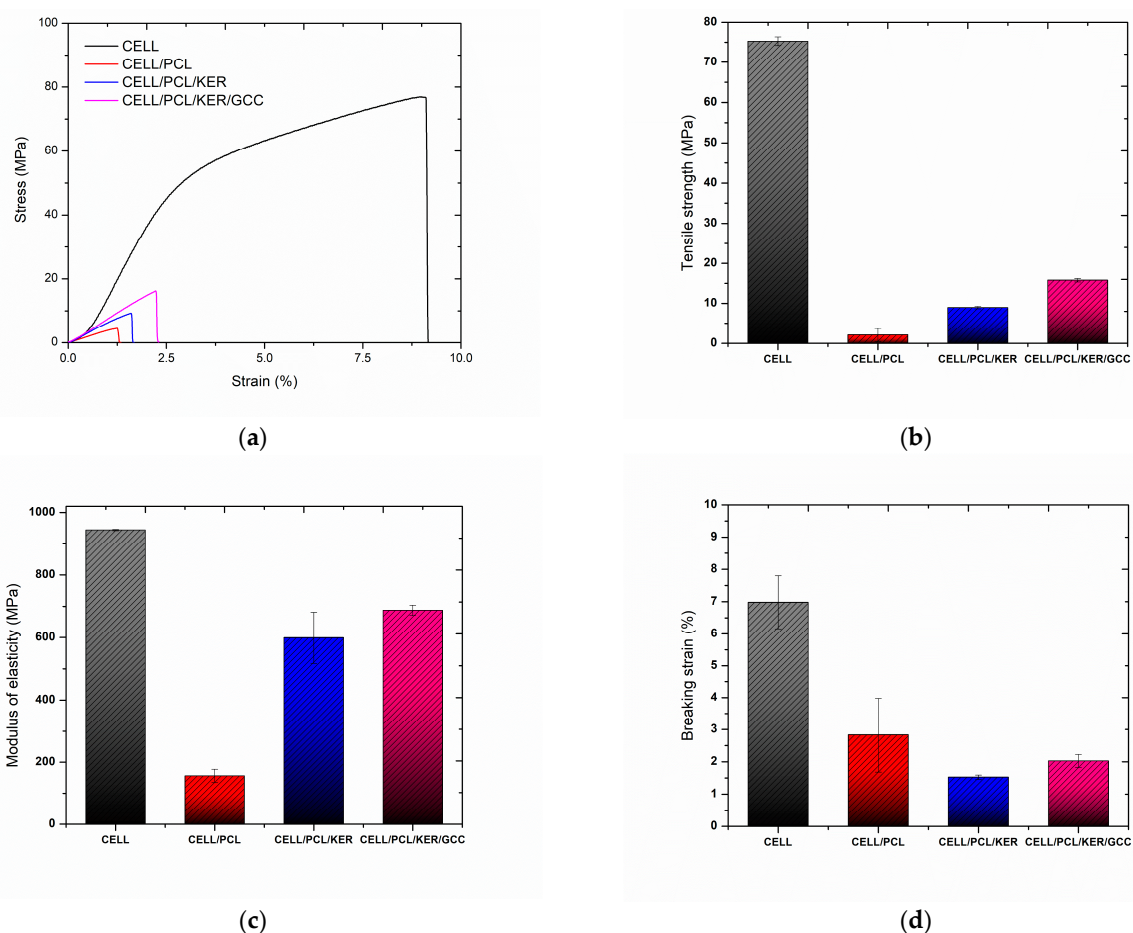 100
80
60
40
20
0
Stress (MPa)
CELL
CELL/PCL
CELL/PCL/KER
CELL/PCL/KER/GCC
0.0 2.5 5.0 7.5 10.0
Strain (%)
(a)
80
70
60
50
40
30
20
10
0
Tensile strength (MPa)
CELL CELL/PCL CELL/PCL/KER CELL/PCL/KER/GCC
(b)
1000
800
600
400
200
0
Modulus of elasticity (MPa)
CELL CELL/PCL CELL/PCL/KER CELL/PCL/KER/GCC
(c)
10
9
8
7
6
5
4
3
2
1
0
Breaking strain (%)
CELL CELL/PCL CELL/PCL/KER CELL/PCL/KER/GCC
(d)